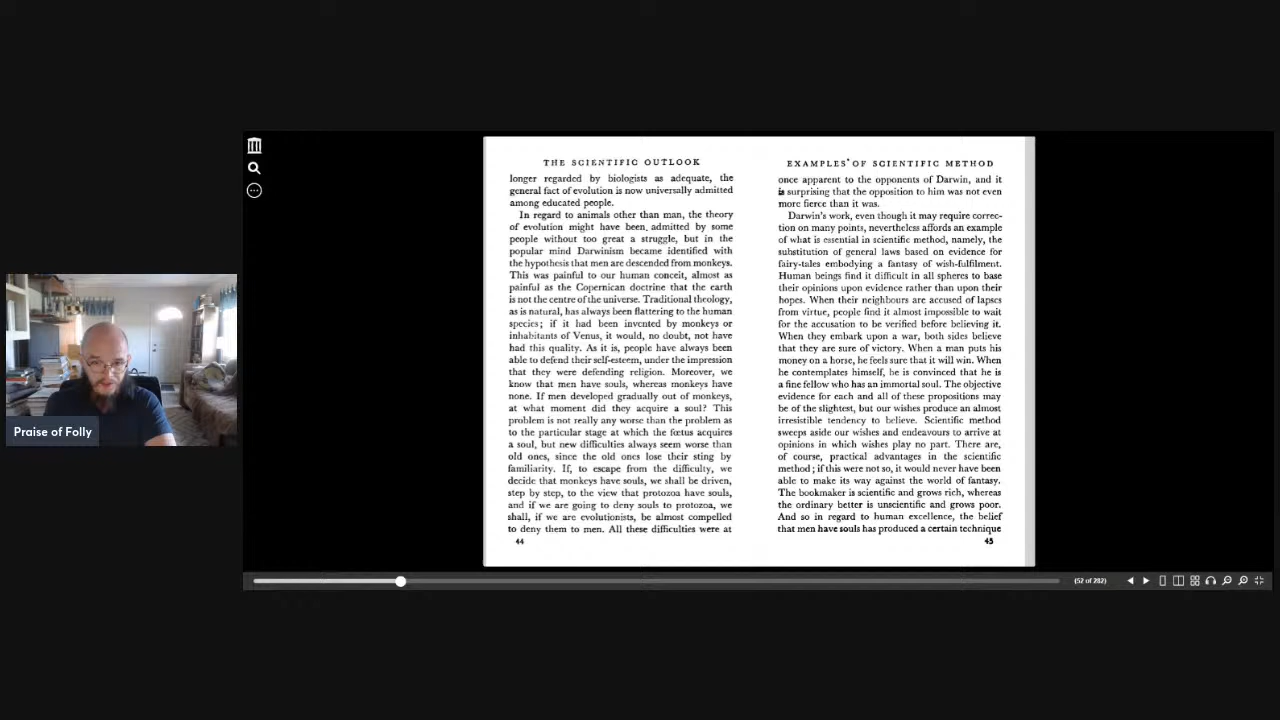 Praise of Folly
THE SCIENTIFIC OUTLOOK
longer regarded by biologists as adequate, the
general fact of evolution is now universally admitted
among educated people.
In regard to animals other than man, the theory
of evolution might have been admitted by some
people without too great a struggle, but in the
popular mind Darwinism became identified with
the hypothesis that men are descended from monkeys.
This was painful to our human conceit, almost as
painful as the Copernican doctrine that the earth
is not the centre of the universe. Traditional theology,
as is natural, has always been flattering to the human
species; if it had been invented by monkeys or
inhabitants of Venus, it would, no doubt, not have
had this quality. As it is, people have always been
able to defend their self-esteem, under the impression
that they were defending religion. Moreover, we
know that men have souls, whereas monkeys have
none. If men developed gradually out of monkeys,
at what moment did they acquire a soul? This
problem is not really any worse than the problem as
to the particular stage at which the fœtus acquires
a soul, but new difficulties always seem worse than
old ones, since the old ones lose their sting by
familiarity. If, to escape from the difficulty, we
decide that monkeys have souls, we shall be driven,
step by step, to the view that protozoa have souls,
and if we are going to deny souls to protozoa, we
shall, if we are evolutionists, be almost compelled
to deny them to men. All these difficulties were at
44
EXAMPLES OF SCIENTIFIC METHOD
once apparent to the opponents of Darwin, and it
is surprising that the opposition to him was not even
more fierce than it was.
Darwin's work, even though it may require correc-
tion on many points, nevertheless affords an example
of what is essential in scientific method, namely, the
substitution of general laws based on evidence for
fairy-tales embodying a fantasy of wish-fulfilment.
Human beings find it difficult in all spheres to base
their opinions upon evidence rather than upon their
hopes. When their neighbours are accused of lapses
from virtue, people find it almost impossible to wait
for the accusation to be verified before believing it.
When they embark upon a war, both sides believe
that they are sure of victory. When a man puts his
money on a horse, he feels sure that it will win. When
he contemplates himself, he is convinced that he is
a fine fellow who has an immortal soul. The objective
evidence for each and all of these propositions may
be of the slightest, but our wishes produce an almost
irresistible tendency to believe. Scientific method
sweeps aside our wishes and endeavours to arrive at
opinions in which wishes play no part. There are,
of course, practical advantages in the scientific
method; if this were not so, it would never have been
able to make its way against the world of fantasy.
The bookmaker is scientific and grows rich, whereas
the ordinary better is unscientific and grows poor.
And so in regard to human excellence, the belief
that men have souls has produced a certain technique
45
(52 of 282)